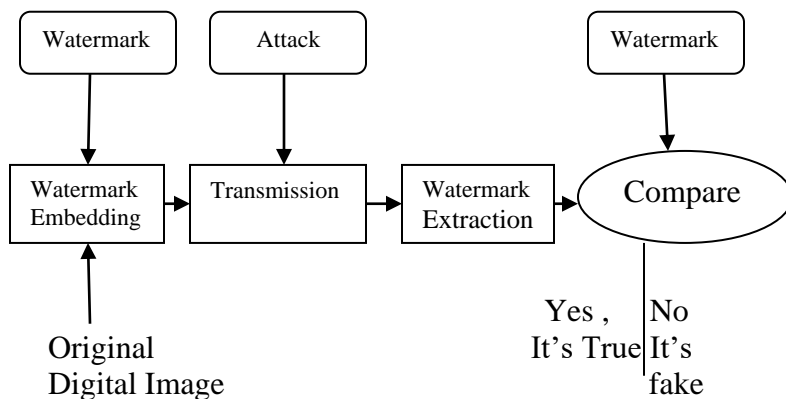 Watermark
Attack
Watermark
Watermark
Embedding
Transmission
Watermark
Extraction
Compare
Yes ,
It's True
No
It's
fake
Original
Digital Image